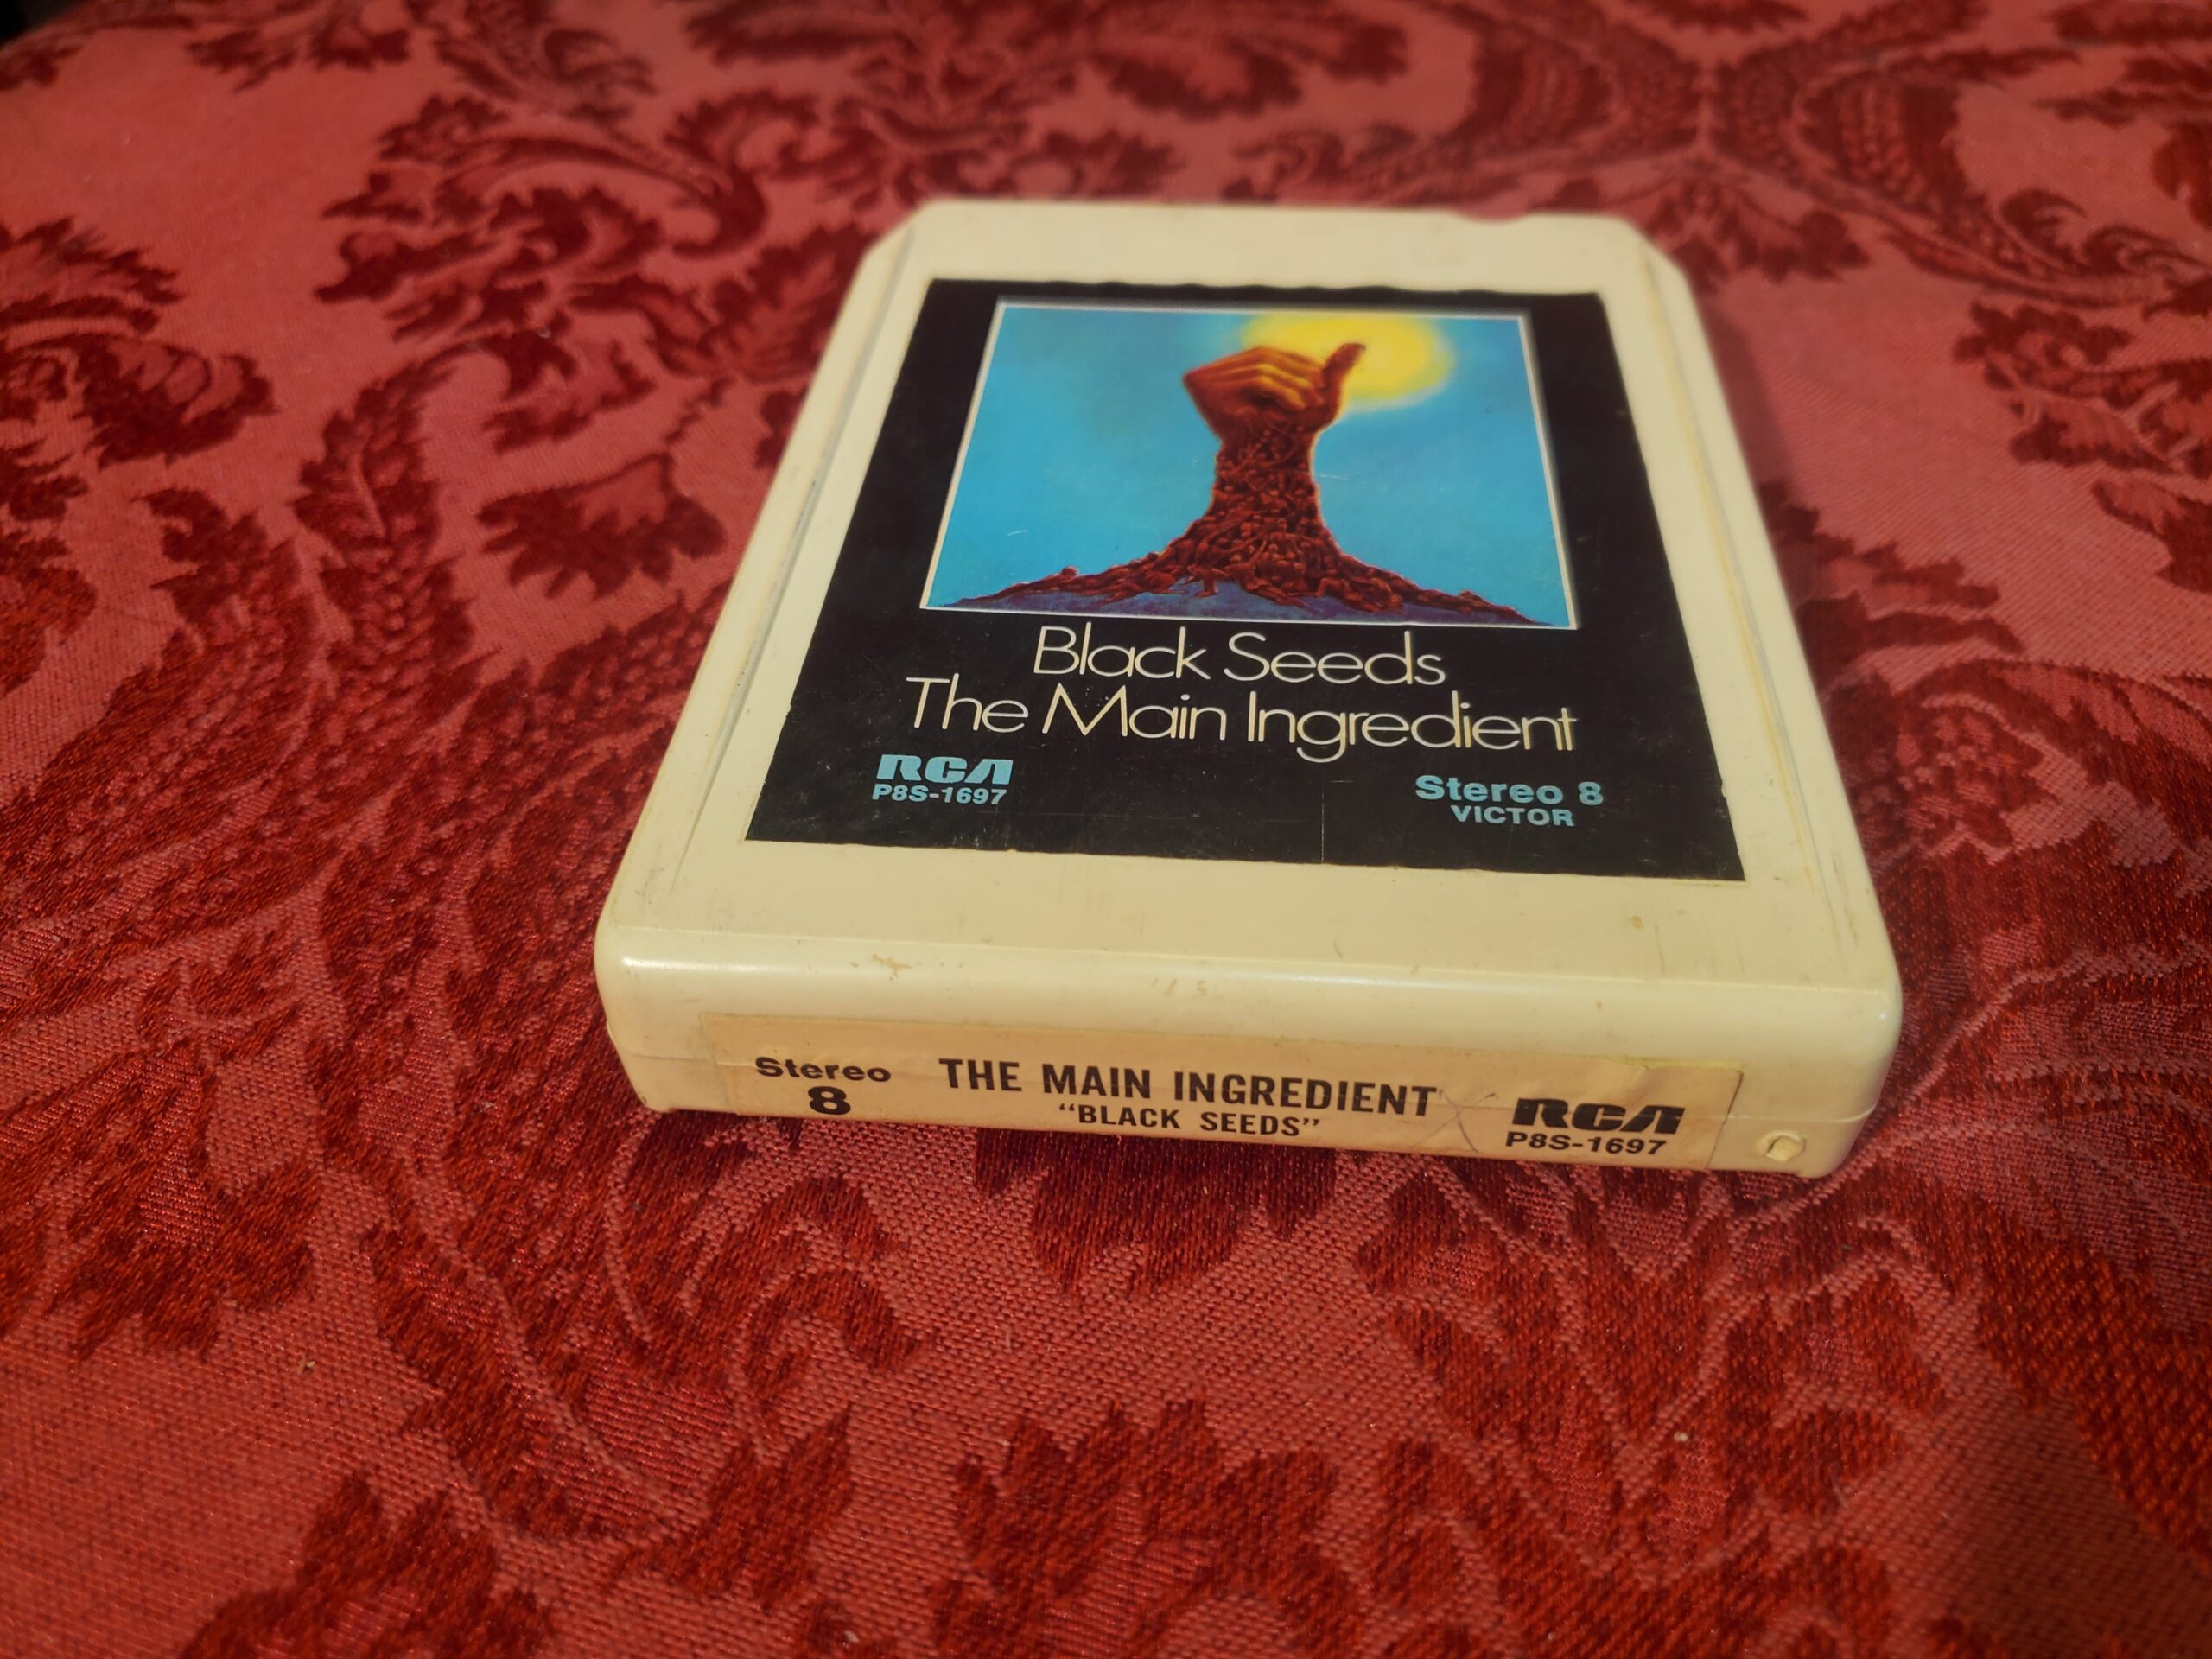 Black Seeds
The Main Ingredient
RCA
P8S-1697
Stereo 8
VICTOR
Stereo
8
THE MAIN INGREDIENT
"BLACK SEEDS"
RCA
P8S-1697